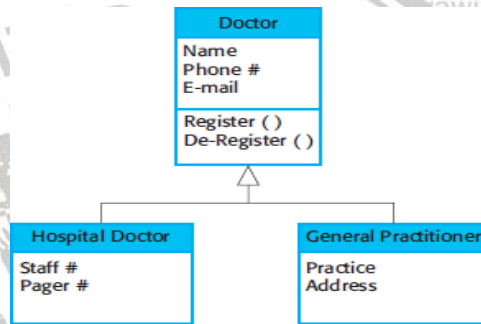 Doctor
Name
Phone #
E-mail
Register ( )
De-Register ( )
Hospital Doctor
General Practitioner
Staff #
Pager #
Practice
Address